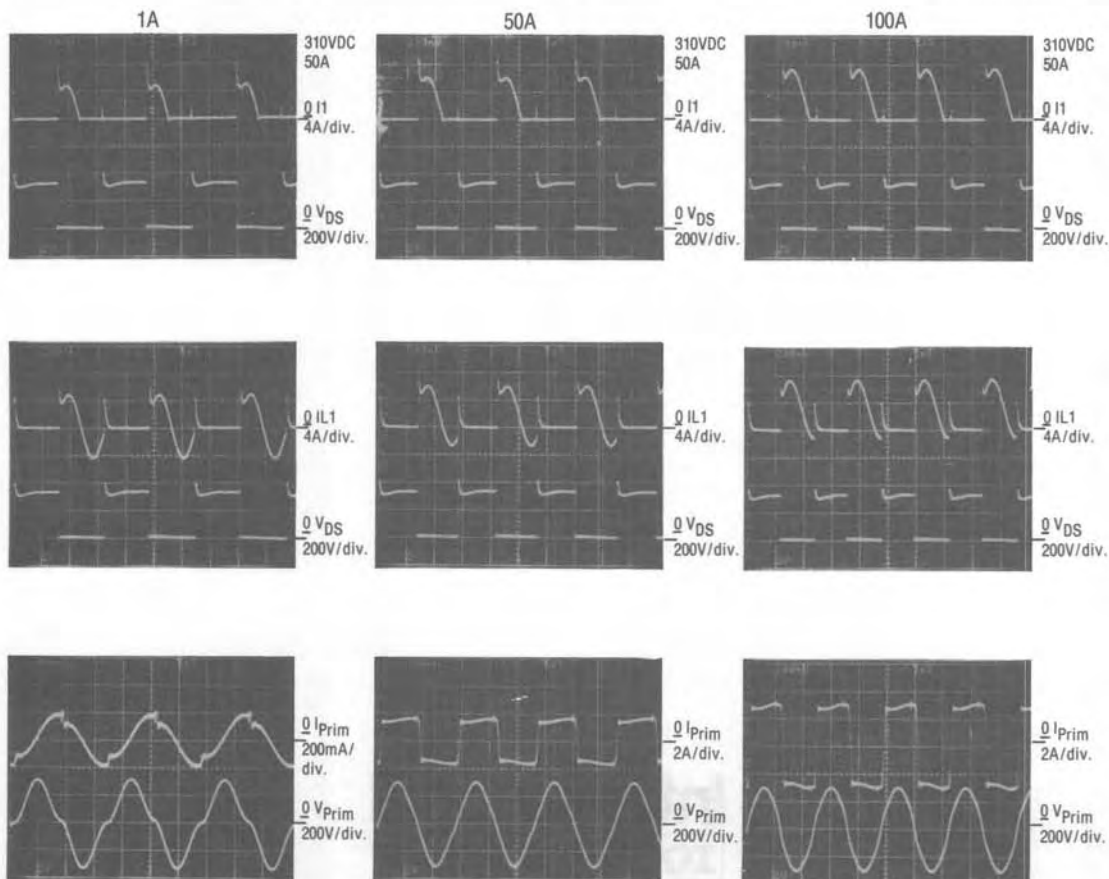 1A
50A
100A
310VDC
50A
0 I1
4A/div.
0 VDS
200V/div.
310VDC
50A
0 I1
4A/div.
0 VDS
200V/div.
310VDC
50A
0 I1
4A/div.
0 VDS
200V/div.
0 IL1
4A/div.
0 VDS
200V/div.
0 IL1
4A/div.
0 VDS
200V/div.
0 IL1
4A/div.
0 VDS
200V/div.
0 IPrim
200mA/
div.
0 VPrim
200V/div.
0 IPrim
2A/div.
0 VPrim
200V/div.
0 IPrim
2A/div.
0 VPrim
200V/div.